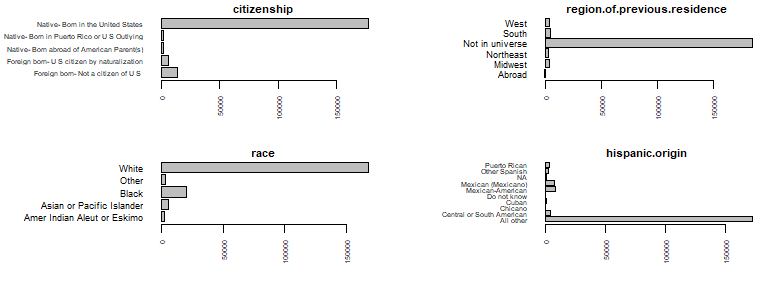 citizenship
Native- Born in the United States
Native- Born in Puerto Rico or U S Outlying
Native- Born abroad of American Parent(s)
Foreign born- U S citizen by naturalization
Foreign born- Not a citizen of U S
0
50000
100000
150000
region.of.previous.residence
West
South
Not in universe
Northeast
Midwest
Abroad
0
50000
100000
150000
race
White
Other
Black
Asian or Pacific Islander
Amer Indian Aleut or Eskimo
0
50000
100000
150000
hispanic.origin
Puerto Rican
Other Spanish
NA
Mexican (Mexicano)
Mexican-American
Do not know
Cuban
Chicano
Central or South American
All other
0
50000
100000
150000